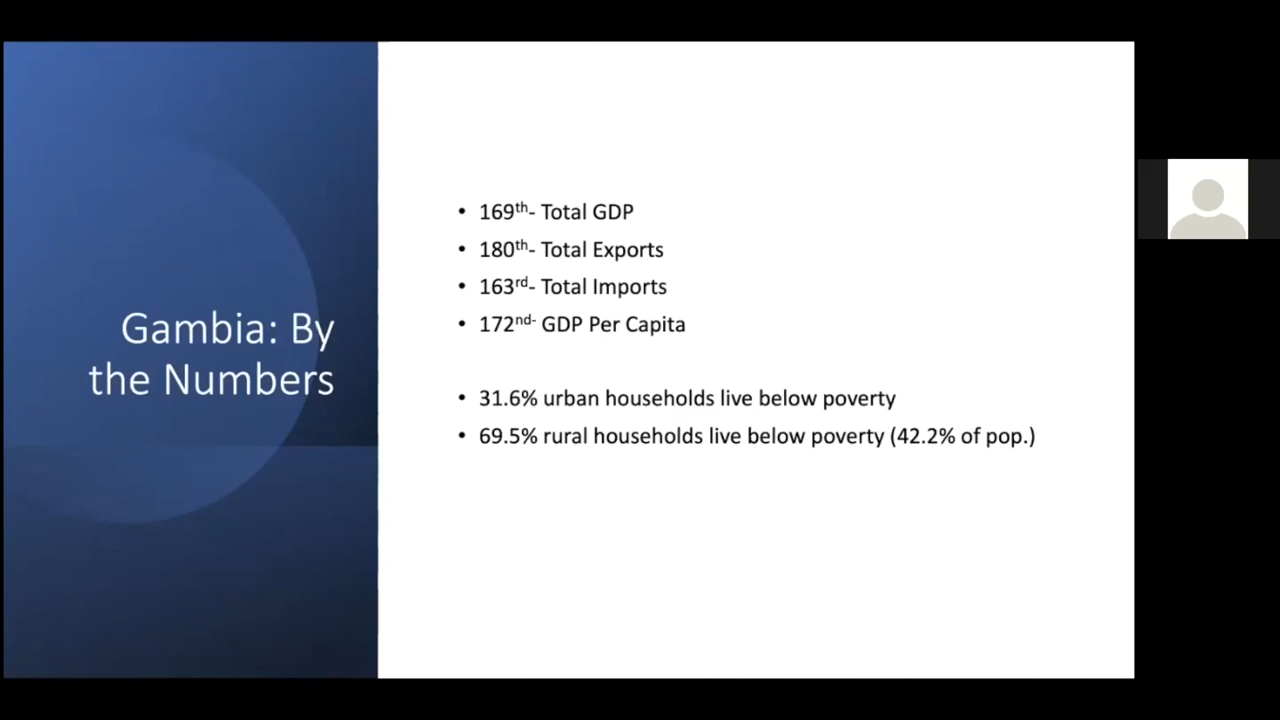 Gambia: By
the Numbers
• 169th- Total GDP
• 180th- Total Exports
• 163rd- Total Imports
• 172nd- GDP Per Capita
• 31.6% urban households live below poverty
• 69.5% rural households live below poverty (42.2% of pop.)